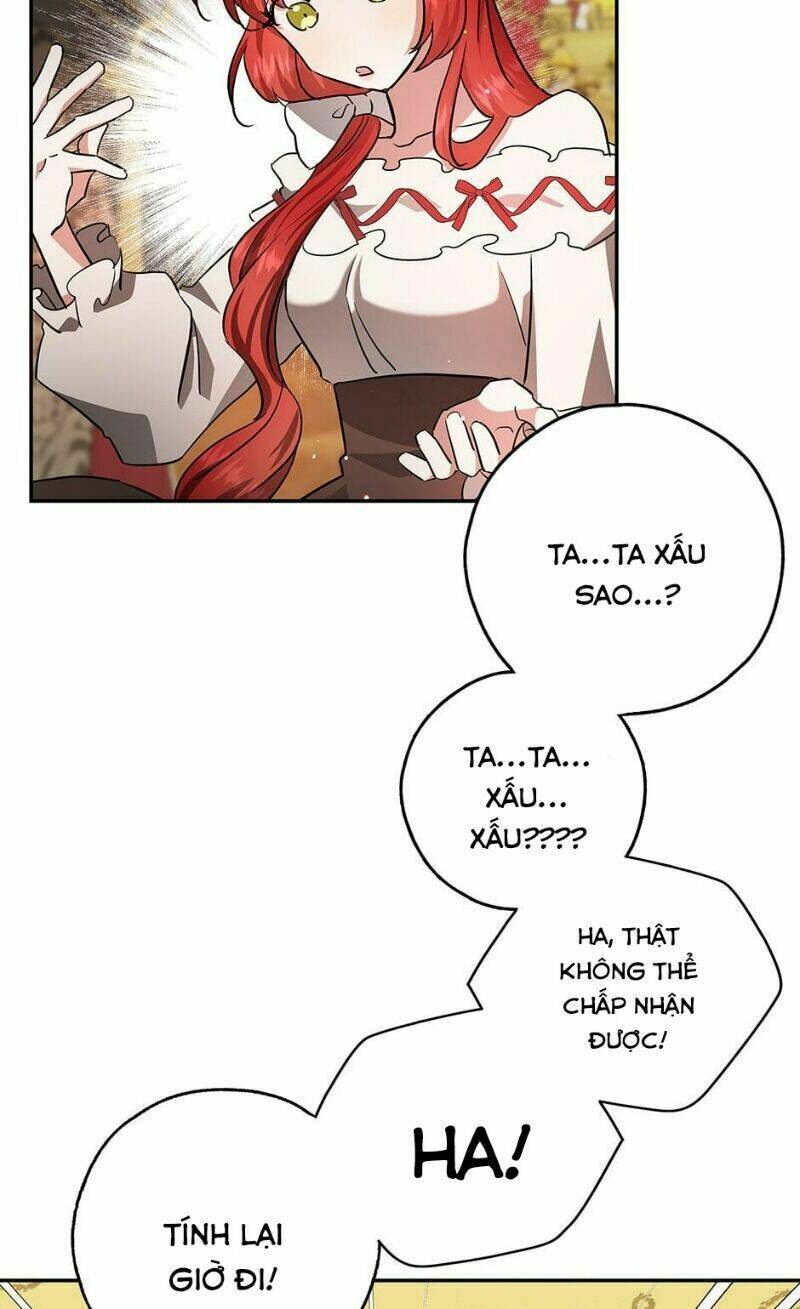 TA...TA XẤU
SAO...?
TA...TA...
XẤU...
XẤU????
HA, THẬT
KHÔNG THỂ
CHẤP NHẬN
ĐƯỢC!
HA!
TÍNH LẠI
GIỜ ĐI!